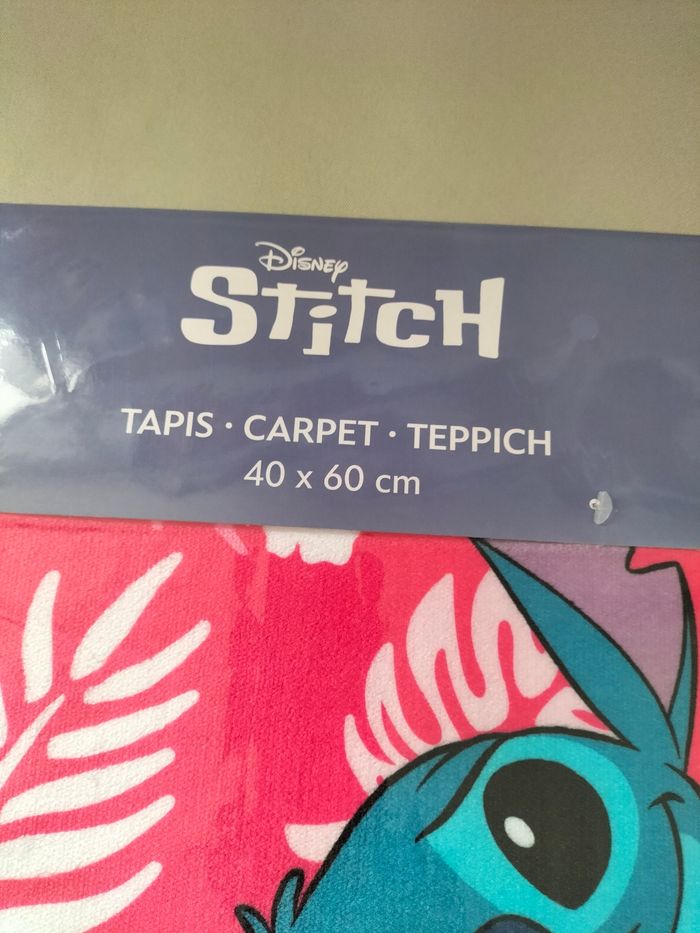 Disney
Stitch
TAPIS · CARPET · TEPPICH
40 x 60 cm